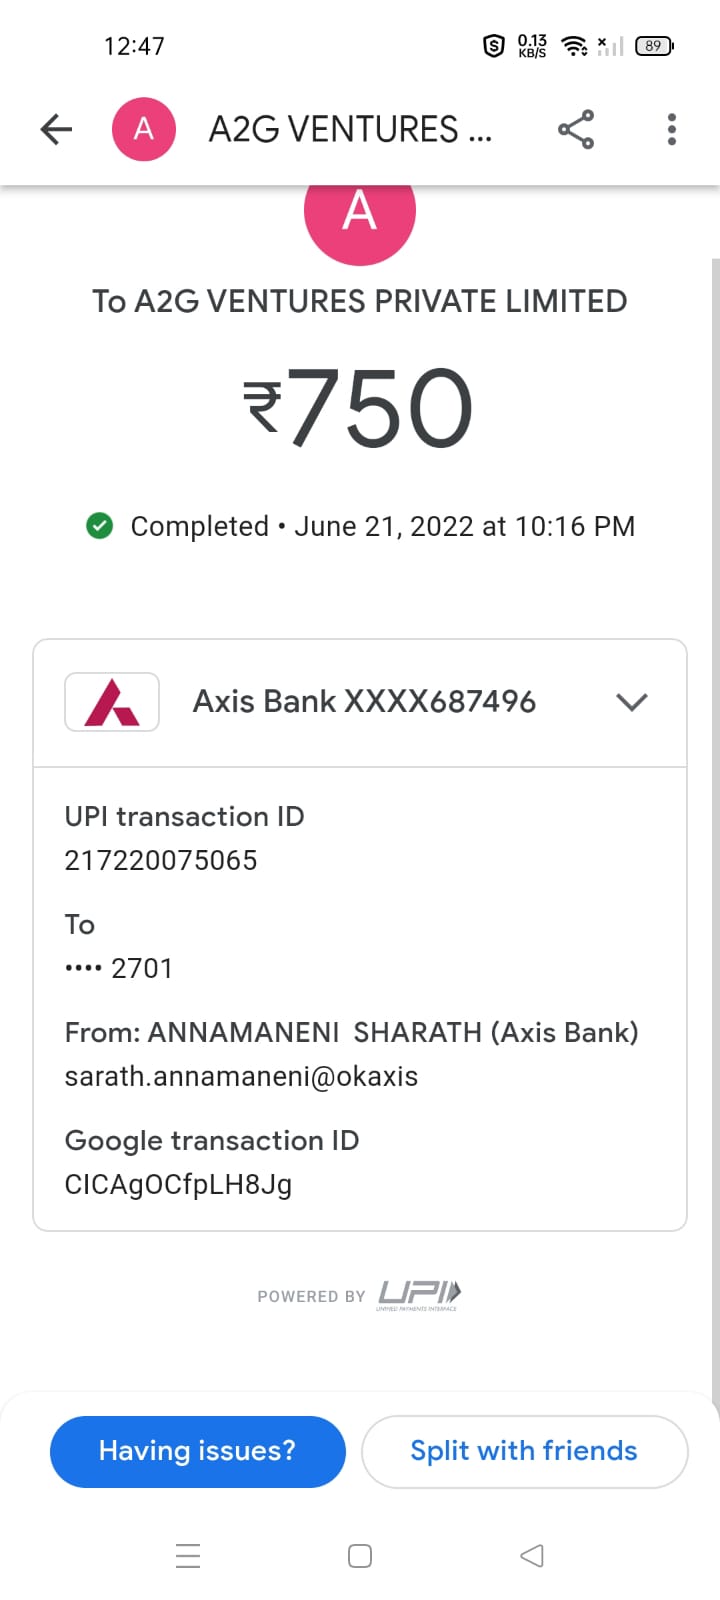 12:47
0.13
KB/S
89
A
A2G VENTURES ...
A
To A2G VENTURES PRIVATE LIMITED
₹750
Completed • June 21, 2022 at 10:16 PM
Axis Bank XXXX687496
UPI transaction ID
217220075065
To
•••• 2701
From: ANNAMANENI SHARATH (Axis Bank)
sarath.annamaneni@okaxis
Google transaction ID
CICAgOCfpLH8Jg
POWERED BY UPI
UNIFIED PAYMENTS INTERFACE
Having issues?
Split with friends